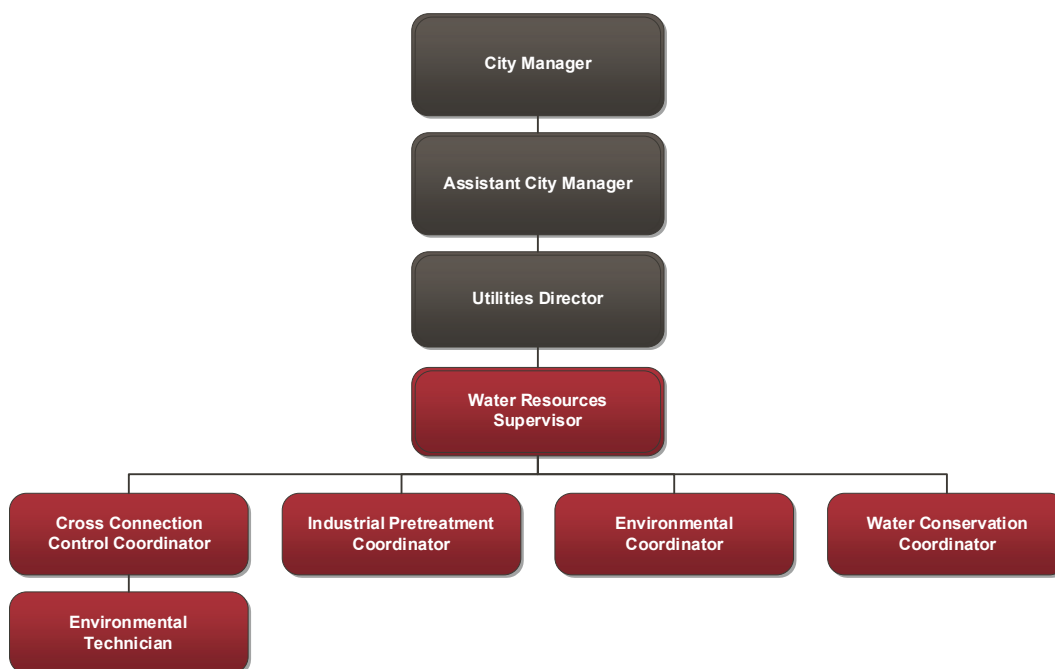 City Manager
Assistant City Manager
Utilities Director
Water Resources
Supervisor
Cross Connection
Control Coordinator
Industrial Pretreatment
Coordinator
Environmental
Coordinator
Water Conservation
Coordinator
Environmental
Technician